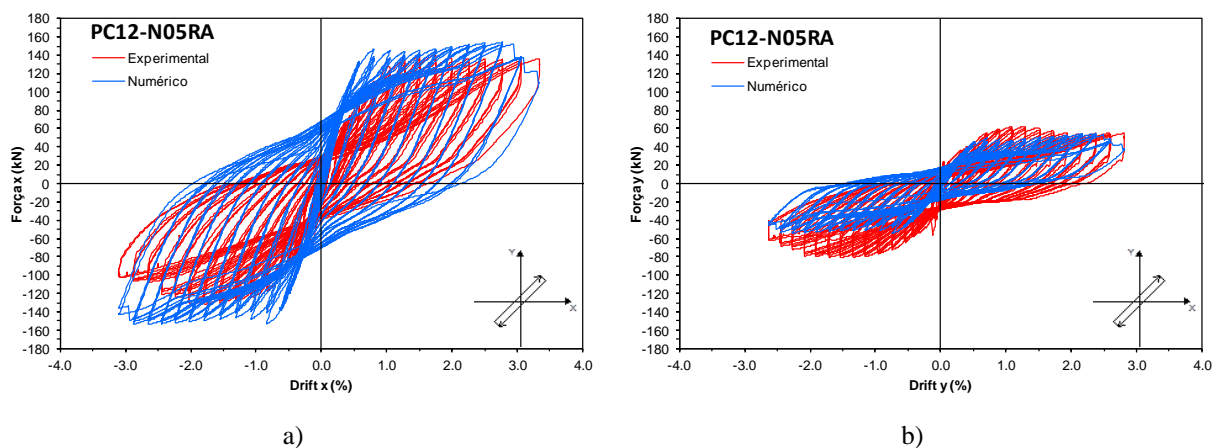 PC12-N05RA
Experimental
Numérico
180
160
140
120
100
80
60
40
20
0
-20
-40
-60
-80
-100
-120
-140
-160
-180
Força x (kN)
-4.0 -3.0 -2.0 -1.0 0.0 1.0 2.0 3.0 4.0
Drift x (%)
Y
X
a)
PC12-N05RA
Experimental
Numérico
180
160
140
120
100
80
60
40
20
0
-20
-40
-60
-80
-100
-120
-140
-160
-180
Força y (kN)
-4.0 -3.0 -2.0 -1.0 0.0 1.0 2.0 3.0 4.0
Drift y (%)
Y
X
b)